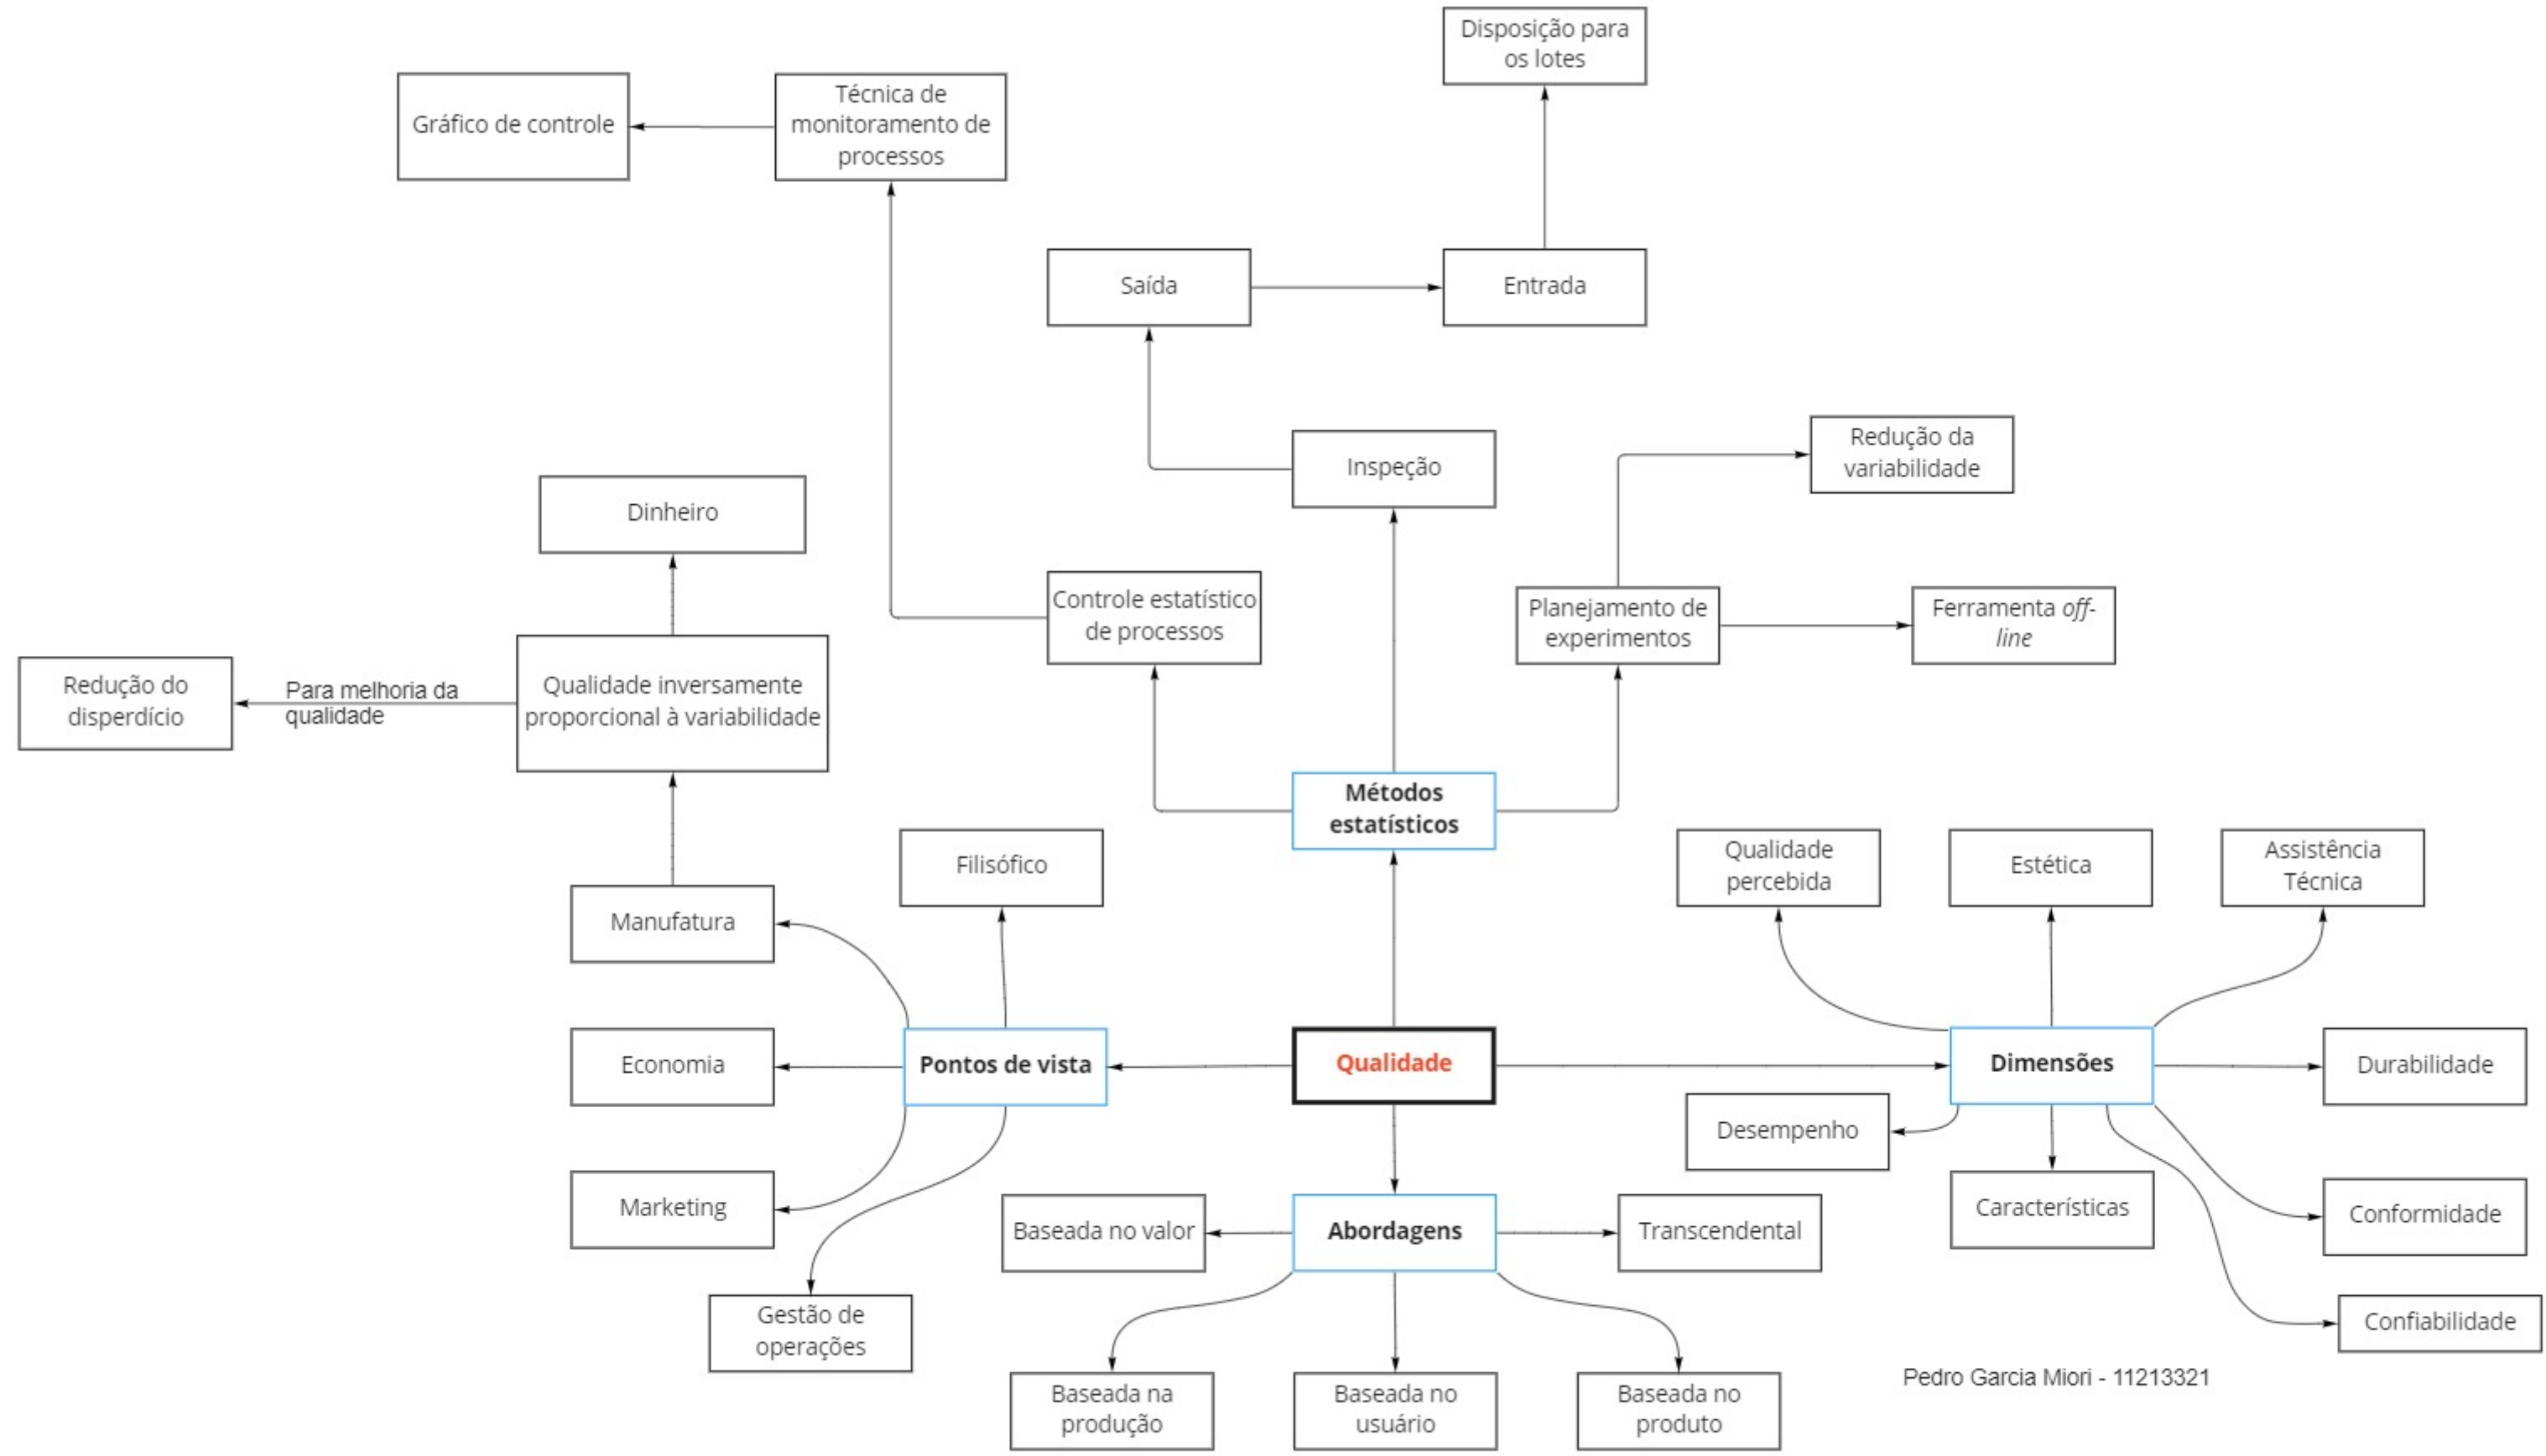 Disposição para
os lotes
Gráfico de controle
Técnica de
monitoramento de
processos
Saída
Entrada
Inspeção
Redução da
variabilidade
Dinheiro
Controle estatístico
de processos
Planejamento de
experimentos
Ferramenta off-
line
Redução do
disperdício
Para melhoria da
qualidade
Qualidade inversamente
proporcional à variabilidade
Métodos
estatísticos
Filisófico
Qualidade
percebida
Estética
Assistência
Técnica
Manufatura
Economia
Pontos de vista
Qualidade
Dimensões
Durabilidade
Desempenho
Marketing
Características
Conformidade
Baseada no valor
Abordagens
Transcendental
Gestão de
operações
Confiabilidade
Pedro Garcia Miori - 11213321
Baseada na
produção
Baseada no
usuário
Baseada no
produto